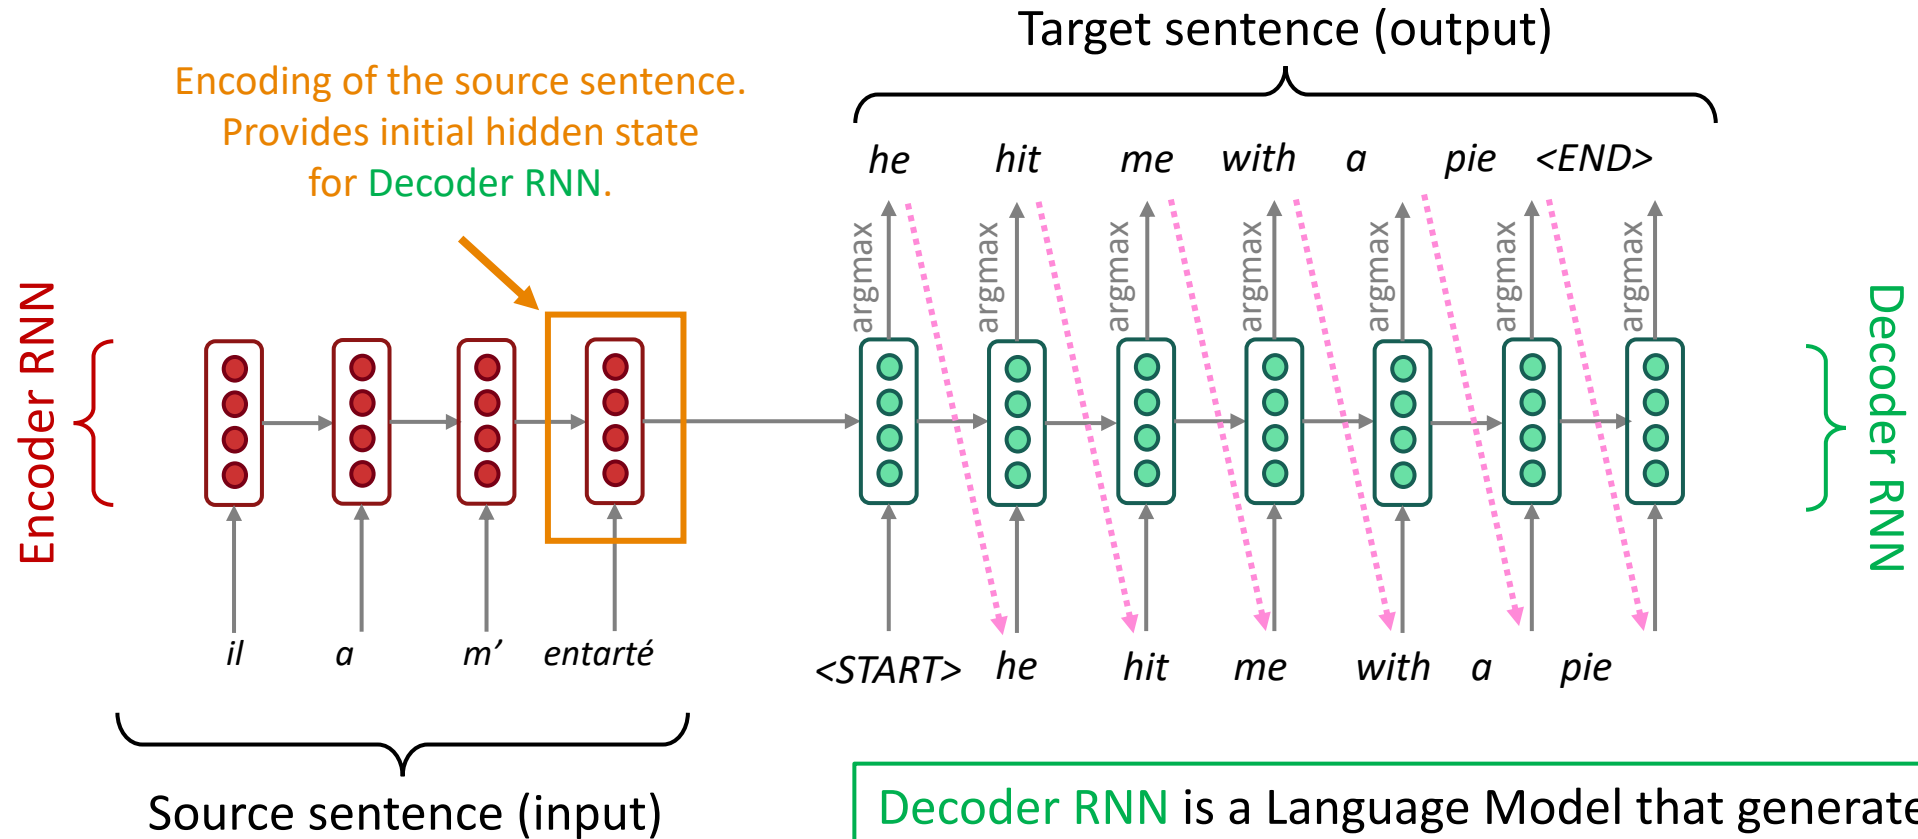 Target sentence (output)
Encoding of the source sentence.
Provides initial hidden state
for Decoder RNN.
he hit me with a pie <END>
argmax argmax argmax argmax argmax argmax argmax
Encoder RNN
Decoder RNN
il a m’ entarté
<START> he hit me with a pie
Source sentence (input)
Decoder RNN is a Language Model that generate